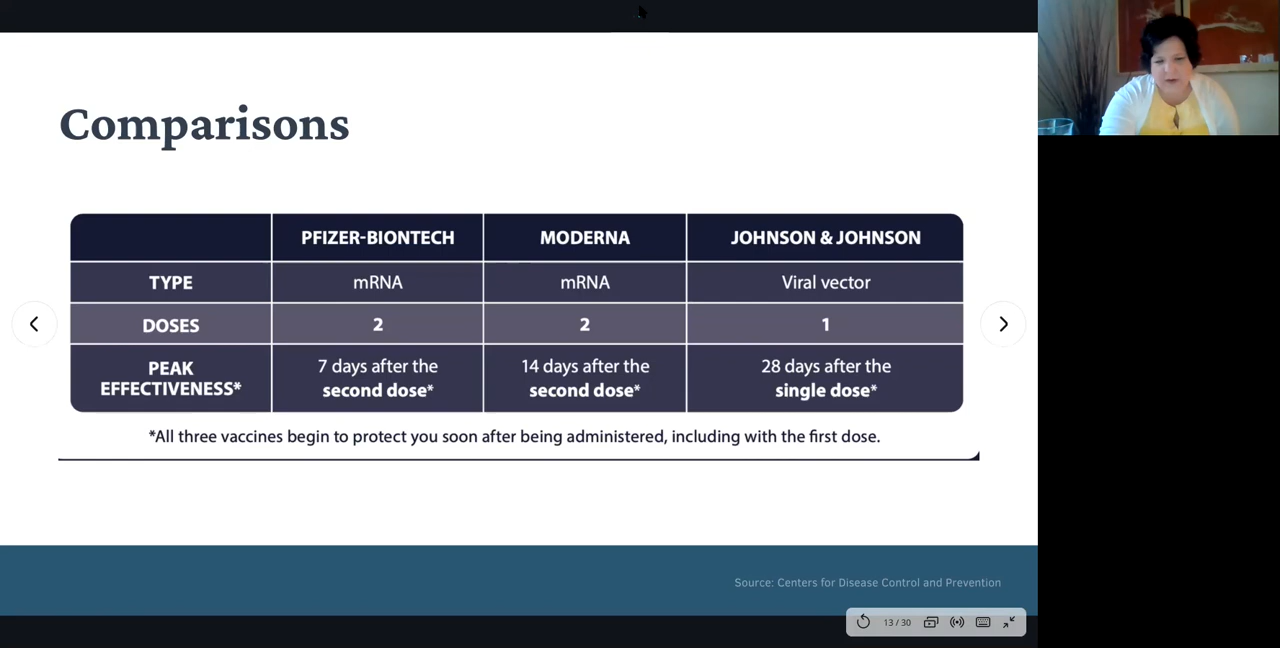 Comparisons
PFIZER-BIONTECH MODERNA JOHNSON & JOHNSON
TYPE mRNA mRNA Viral vector
DOSES 2 2 1
PEAK EFFECTIVENESS* 7 days after the second dose* 14 days after the second dose* 28 days after the single dose*
*All three vaccines begin to protect you soon after being administered, including with the first dose.
Source: Centers for Disease Control and Prevention
13 / 30